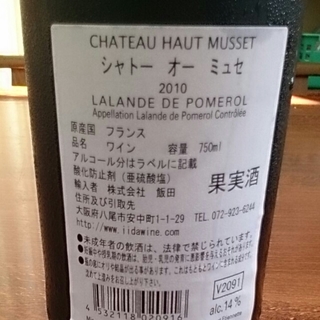 CHATEAU HAUT MUSSET
シャトー オー ミュセ
2010
LALANDE DE POMEROL
Appellation Lalande de Pomerol Contrôlée
原産国 フランス
品名 ワイン 容量 750ml
アルコール分はラベルに記載
酸化防止剤(亜硫酸塩) 果実酒
輸入者 株式会社 飯田
住所及び引取先
大阪府八尾市安中町1-1-29 TEL 072-923-6244
http://www.iidawine.com/
●未成年者の飲酒は、法律で禁じられています。
V2091
4 532118 020916
alc.14 %